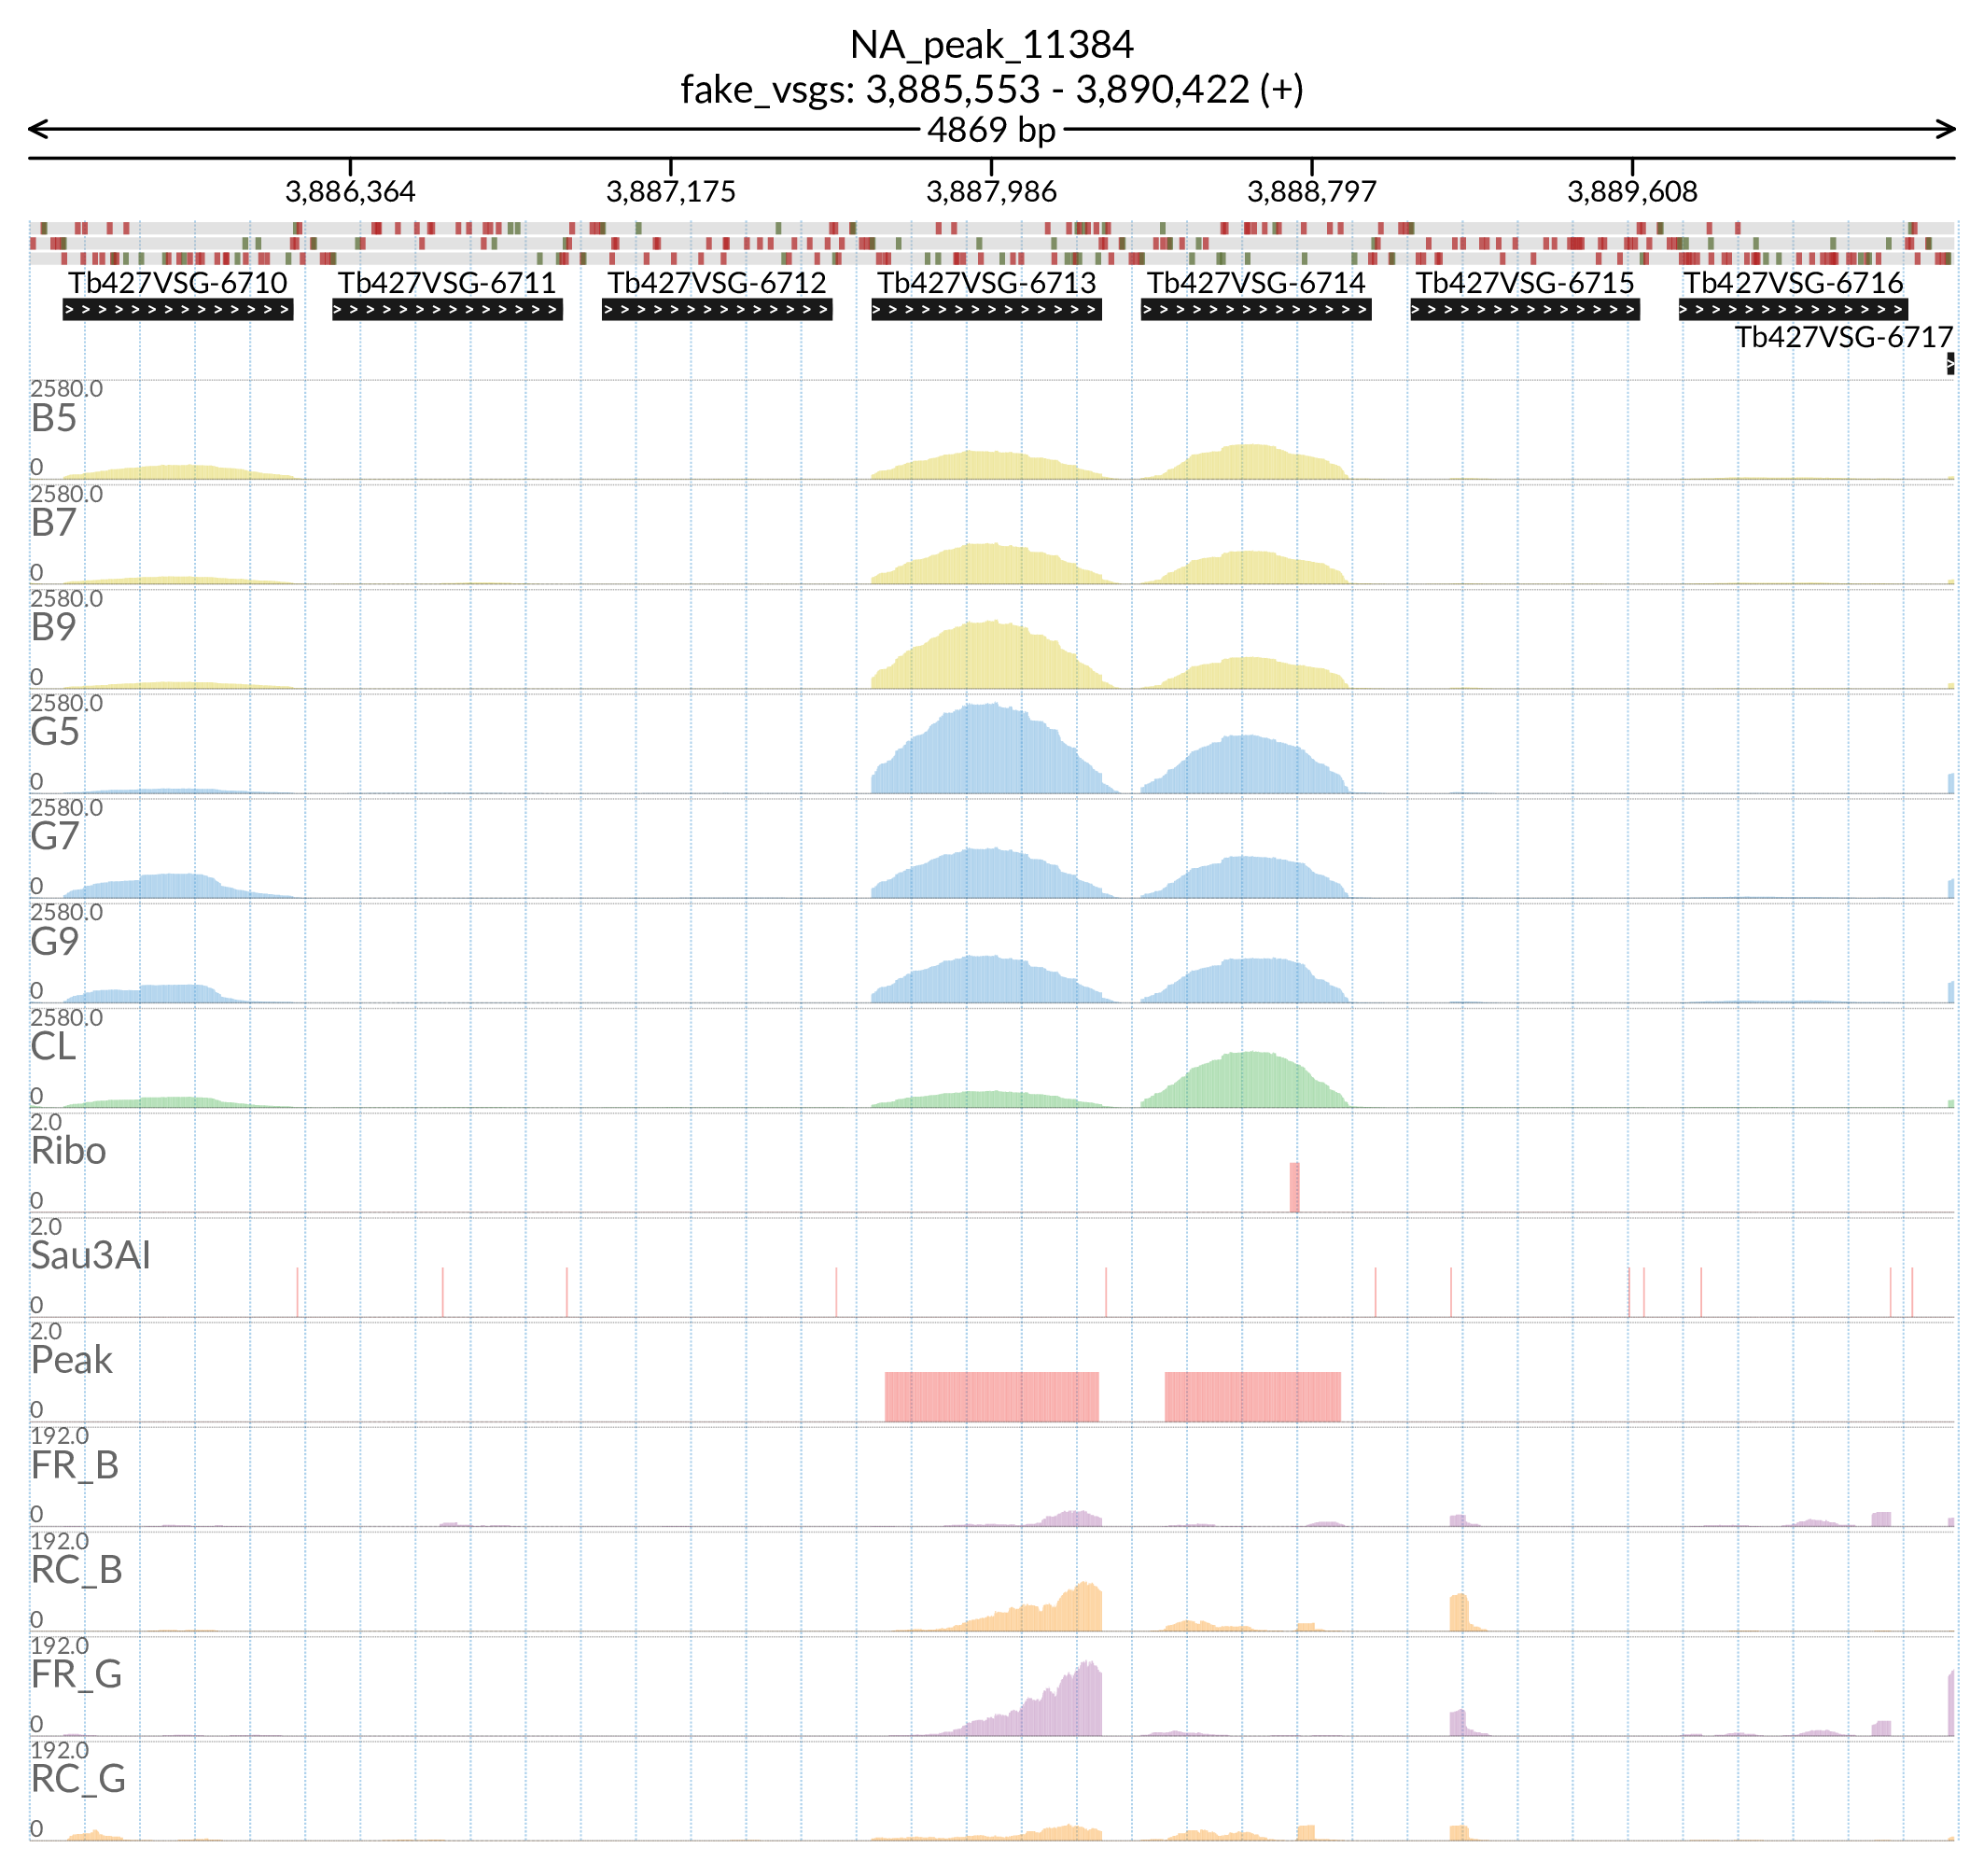 NA_peak_11384
fake_vsgs: 3,885,553 - 3,890,422 (+)
4869 bp
3,886,364 3,887,175 3,887,986 3,888,797 3,889,608
Tb427VSG-6710 Tb427VSG-6711 Tb427VSG-6712 Tb427VSG-6713 Tb427VSG-6714 Tb427VSG-6715 Tb427VSG-6716
Tb427VSG-6717
2580.0
B5
0
2580.0
B7
0
2580.0
B9
0
2580.0
G5
0
2580.0
G7
0
2580.0
G9
0
2580.0
CL
0
2.0
Ribo
0
2.0
Sau3AI
0
2.0
Peak
0
192.0
FR_B
0
192.0
RC_B
0
192.0
FR_G
0
192.0
RC_G
0